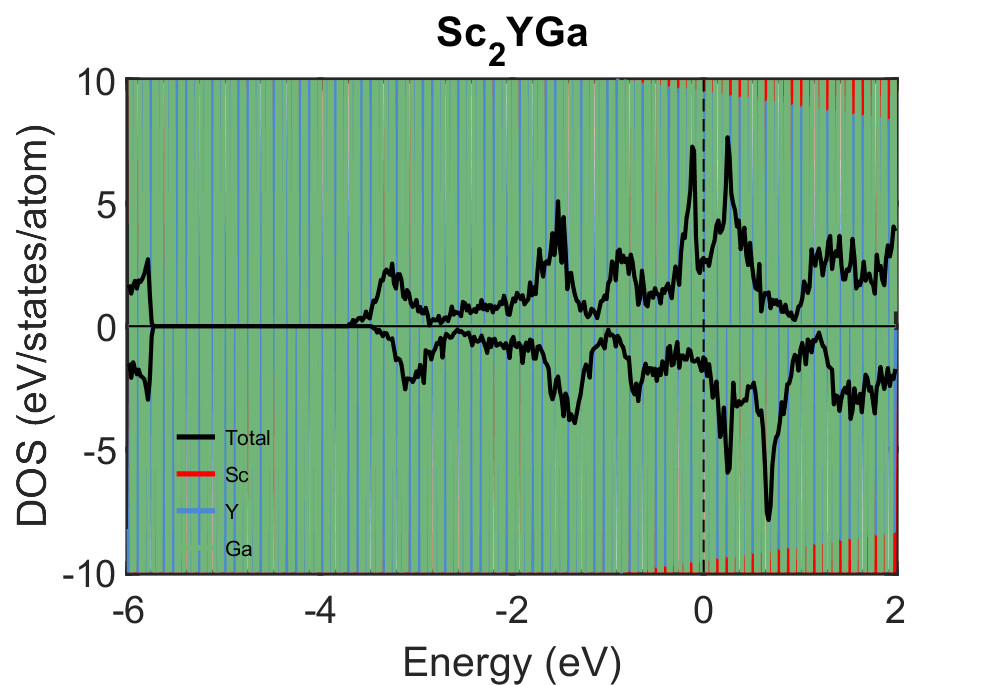 Sc₂YGa
10
5
0
-5
-10
DOS (eV/states/atom)
Total
Sc
Y
Ga
-6
-4
-2
0
2
Energy (eV)